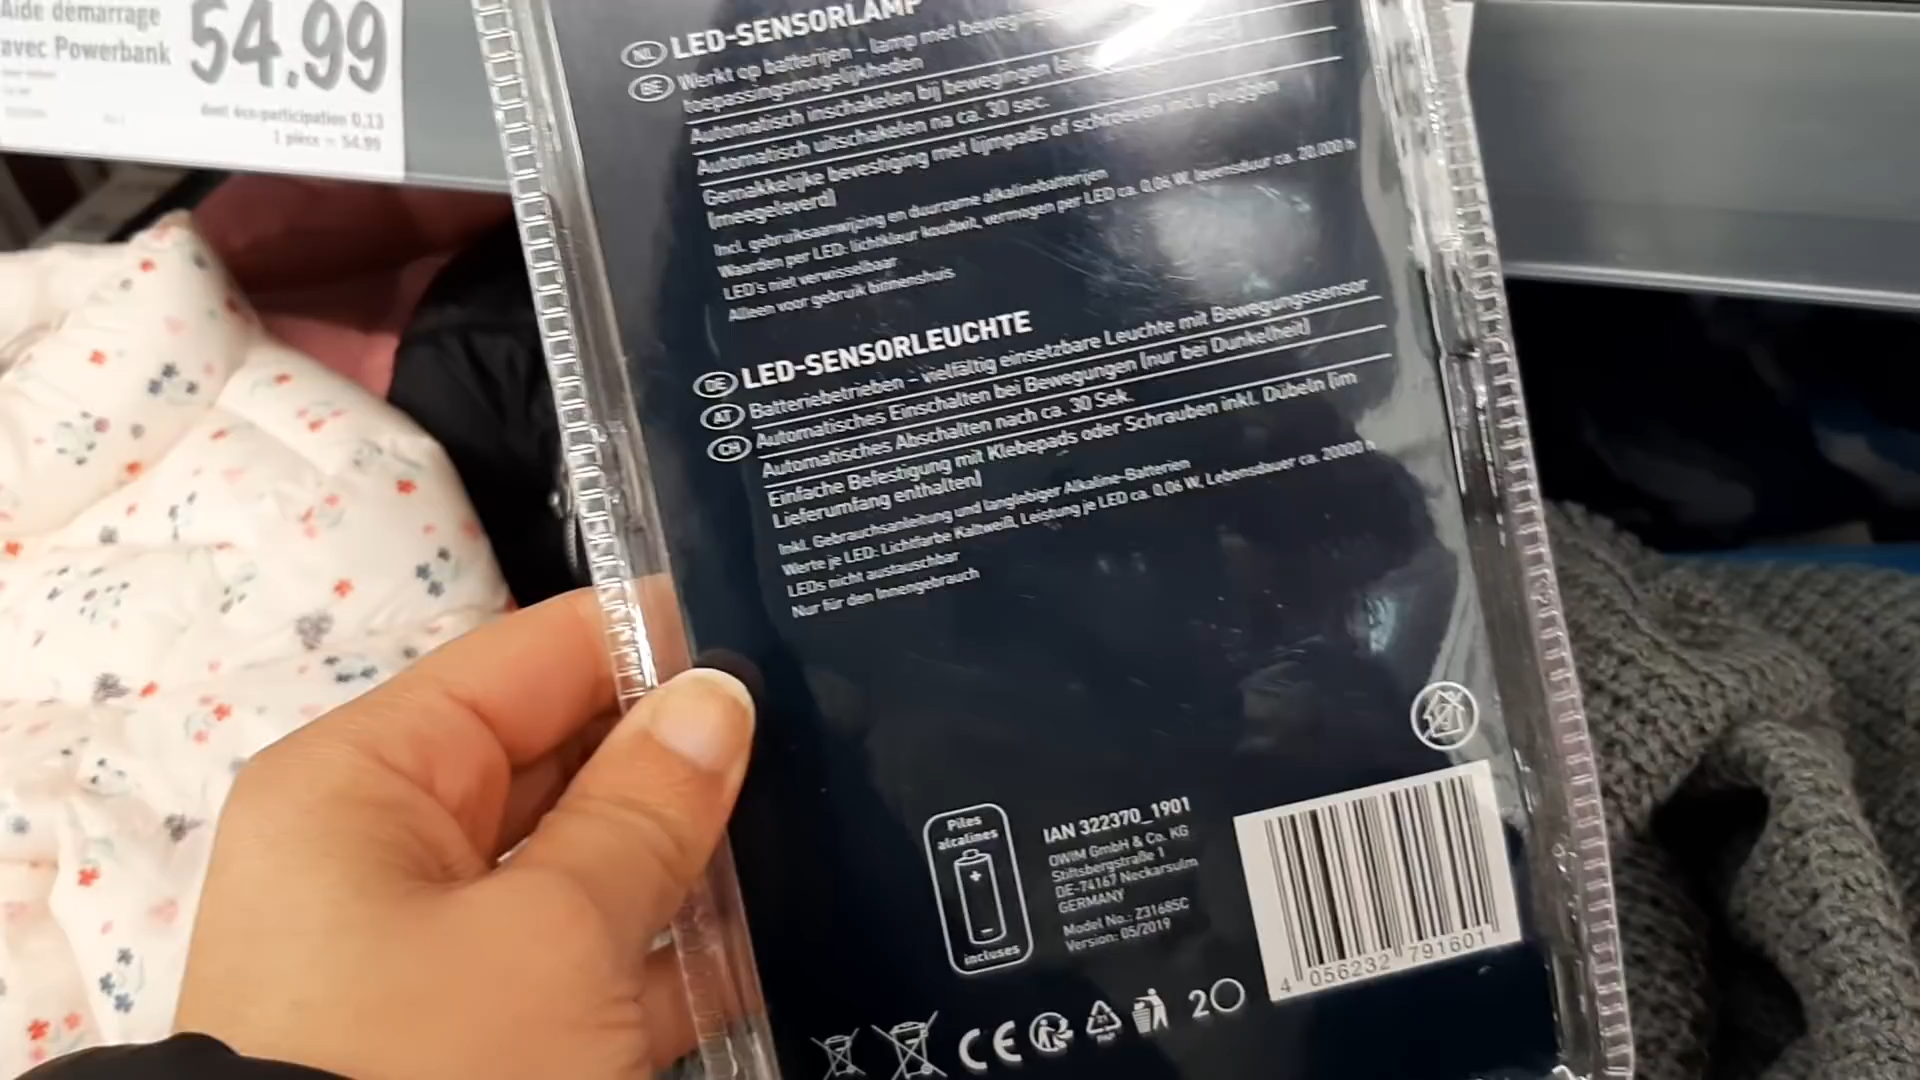 Aide démarrage
avec Powerbank
54.99
dont éco-participation 0,13
1 pièce = 54.99
NL LED-SENSORLAMP
BE Werkt op batterijen – lamp met
toepassingsmogelijkheden
Automatisch inschakelen bij bewegingen
Automatisch uitschakelen na ca. 30 sec.
Gemakkelijke bevestiging met lijmpads of schroeven incl. pluggen
(meegeleverd)
Incl. gebruiksaanwijzing en duurzame alkalinebatterijen
Waarden per LED: lichtkleur koudwit, vermogen per LED ca. 0,06 W, levensduur ca. 20.000 h
LED's niet verwisselbaar
Alleen voor gebruik binnenshuis
DE LED-SENSORLEUCHTE
AT Batteriebetrieben – vielfältig einsetzbare Leuchte mit Bewegungssensor
CH Automatisches Einschalten bei Bewegungen (nur bei Dunkelheit)
Automatisches Abschalten nach ca. 30 Sek.
Einfache Befestigung mit Klebepads oder Schrauben inkl. Dübeln (im
Lieferumfang enthalten)
Inkl. Gebrauchsanleitung und langlebiger Alkaline-Batterien
Werte je LED: Lichtfarbe Kaltweiß, Leistung je LED ca. 0,06 W, Lebensdauer ca. 20000 h
LEDs nicht austauschbar
Nur für den Innengebrauch
Piles
alcalines
+
-
incluses
IAN 322370_1901
OWIM GmbH & Co. KG
Stiftsbergstraße 1
DE-74167 Neckarsulm
GERMANY
Model No.: Z31685C
Version: 05/2019
4 056232 791601
CE
21
PAP
20